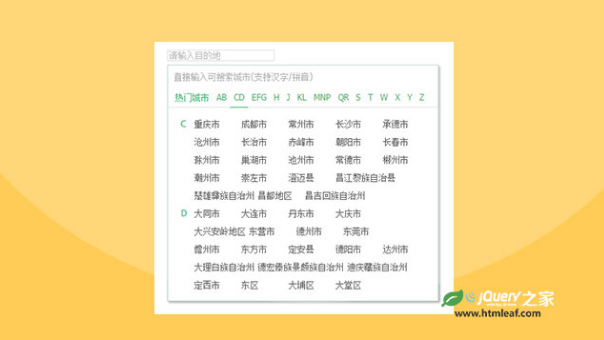 请输入目的地
直接输入可搜索城市(支持汉字/拼音)
热门城市 AB CD EFG H J KL MNP QR S T W X Y Z
C 重庆市 成都市 常州市 长沙市 承德市
沧州市 长治市 赤峰市 朝阳市 长春市
滁州市 巢湖市 池州市 常德市 郴州市
潮州市 崇左市 澄迈县 昌江黎族自治县
楚雄彝族自治州 昌都地区 昌吉回族自治州
D 大同市 大连市 丹东市 大庆市
大兴安岭地区 东营市 德州市 东莞市
儋州市 东方市 定安县 德阳市 达州市
大理白族自治州 德宏傣族景颇族自治州 迪庆藏族自治州
定西市 东区 大埔区 大堂区
jQuery之家
www.htmleaf.com